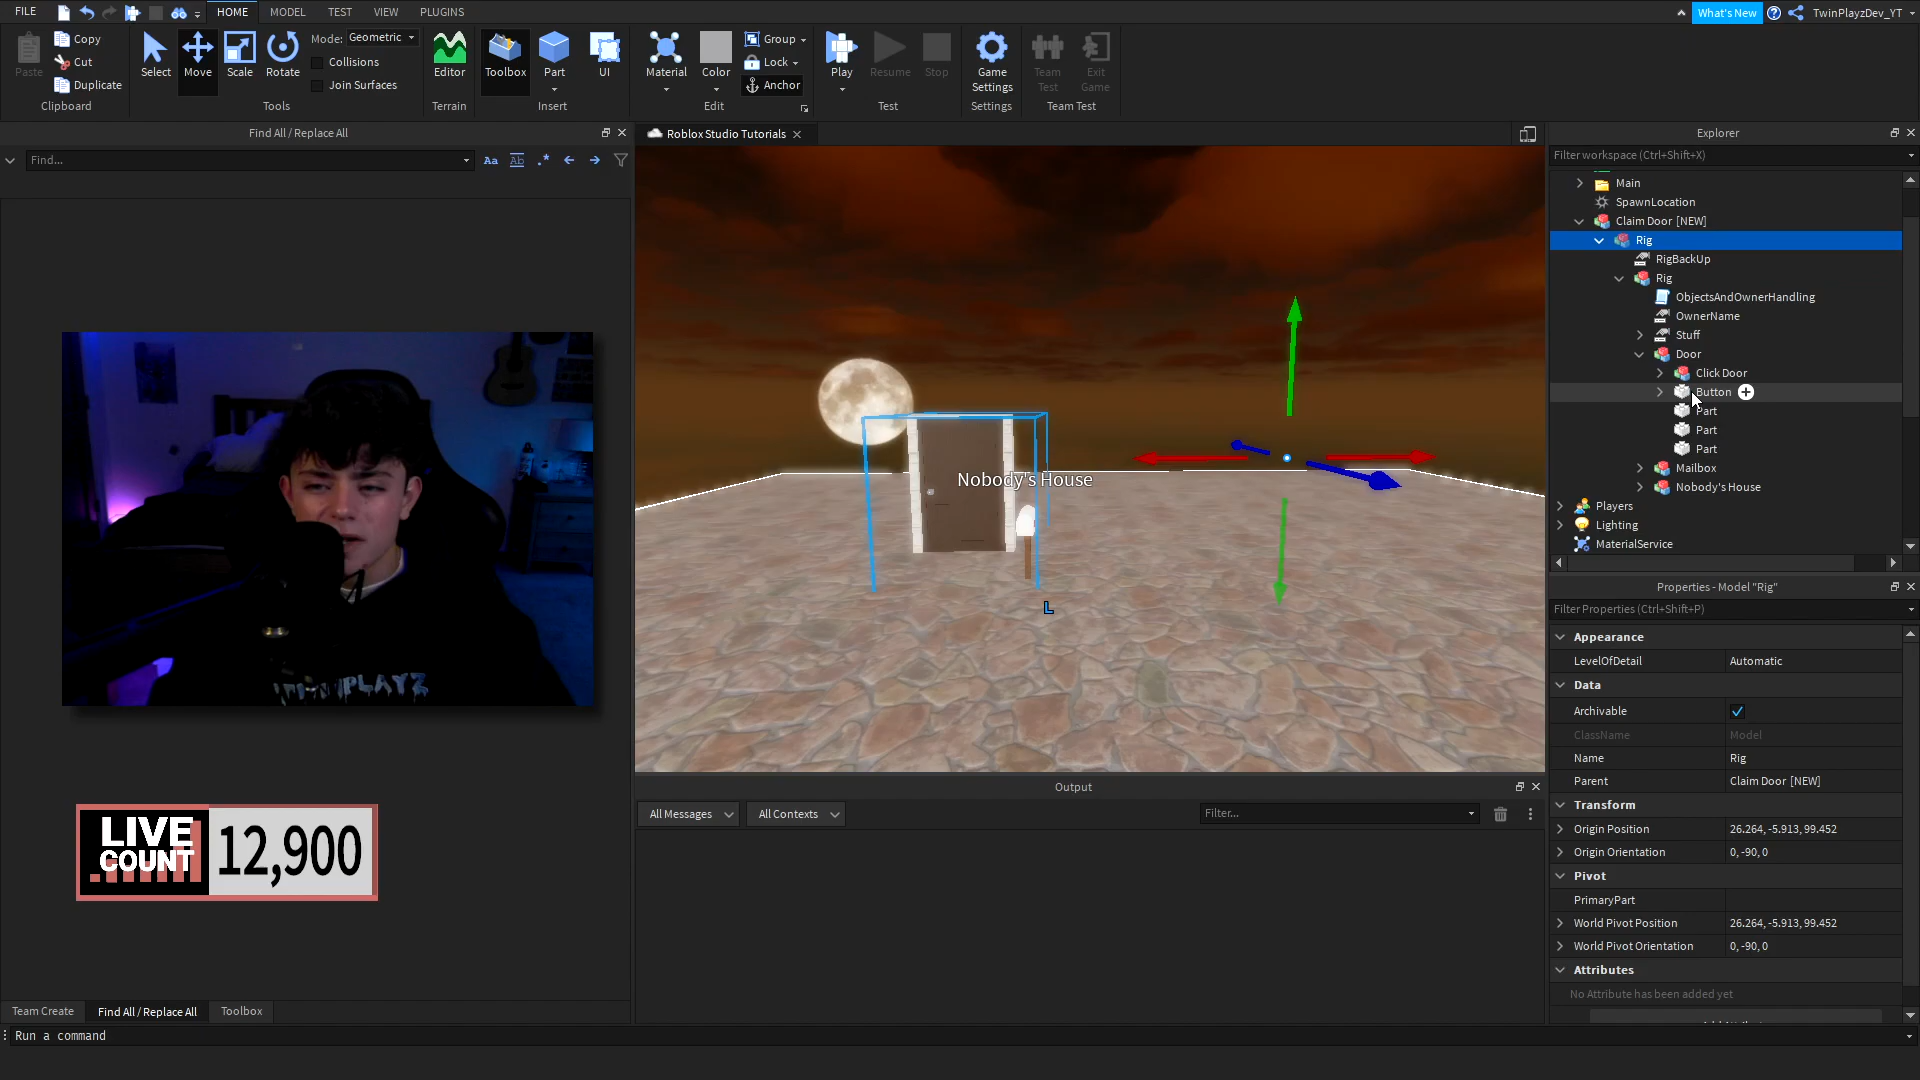 FILE
HOME
MODEL
TEST
VIEW
PLUGINS
What's New
TwinPlayzDev_YT
Paste
Copy
Cut
Duplicate
Clipboard
Select
Move
Scale
Rotate
Mode: Geometric
Collisions
Join Surfaces
Tools
Editor
Terrain
Toolbox
Part
UI
Insert
Material
Color
Group
Lock
Anchor
Edit
Play
Resume
Stop
Test
Game Settings
Settings
Team Test
Exit Game
Team Test
Find All / Replace All
Find...
Aa
Ab
.*
LIVE
COUNT
12,900
Team Create
Find All / Replace All
Toolbox
Run a command
Roblox Studio Tutorials
Nobody's House
L
Output
All Messages
All Contexts
Filter...
Explorer
Filter workspace (Ctrl+Shift+X)
Main
SpawnLocation
Claim Door [NEW]
Rig
RigBackUp
Rig
ObjectsAndOwnerHandling
OwnerName
Stuff
Door
Click Door
Button
Part
Part
Part
Mailbox
Nobody's House
Players
Lighting
MaterialService
Properties - Model "Rig"
Filter Properties (Ctrl+Shift+P)
Appearance
LevelOfDetail Automatic
Data
Archivable
ClassName Model
Name Rig
Parent Claim Door [NEW]
Transform
Origin Position 26.264, -5.913, 99.452
Origin Orientation 0, -90, 0
Pivot
PrimaryPart
World Pivot Position 26.264, -5.913, 99.452
World Pivot Orientation 0, -90, 0
Attributes
No Attribute has been added yet